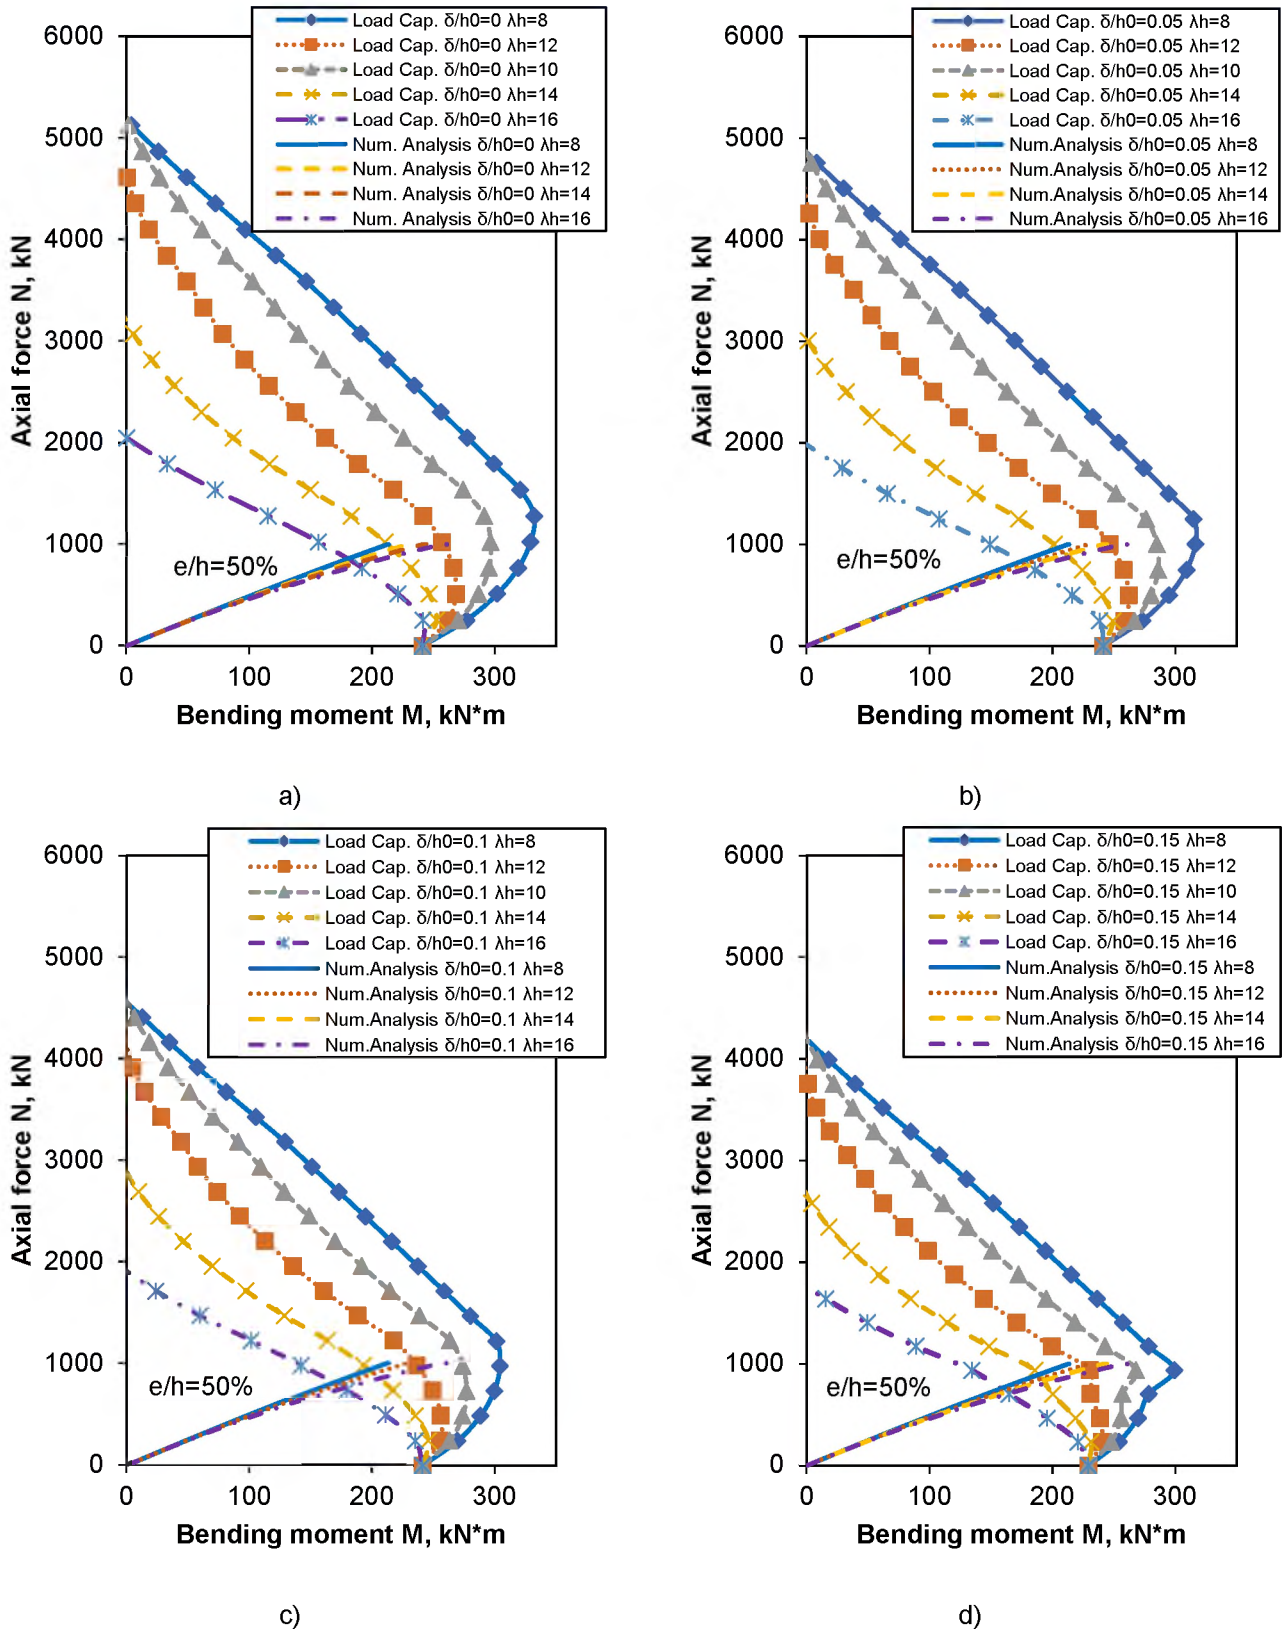 Load Cap. δ/h0=0 λh=8
Load Cap. δ/h0=0 λh=12
Load Cap. δ/h0=0 λh=10
Load Cap. δ/h0=0 λh=14
Load Cap. δ/h0=0 λh=16
Num. Analysis δ/h0=0 λh=8
Num. Analysis δ/h0=0 λh=12
Num. Analysis δ/h0=0 λh=14
Num. Analysis δ/h0=0 λh=16
6000
5000
4000
3000
2000
1000
0
Axial force N, kN
e/h=50%
0 100 200 300
Bending moment M, kN*m
a)
Load Cap. δ/h0=0.05 λh=8
Load Cap. δ/h0=0.05 λh=12
Load Cap. δ/h0=0.05 λh=10
Load Cap. δ/h0=0.05 λh=14
Load Cap. δ/h0=0.05 λh=16
Num.Analysis δ/h0=0.05 λh=8
Num.Analysis δ/h0=0.05 λh=12
Num.Analysis δ/h0=0.05 λh=14
Num.Analysis δ/h0=0.05 λh=16
6000
5000
4000
3000
2000
1000
0
Axial force N, kN
e/h=50%
0 100 200 300
Bending moment M, kN*m
b)
Load Cap. δ/h0=0.1 λh=8
Load Cap. δ/h0=0.1 λh=12
Load Cap. δ/h0=0.1 λh=10
Load Cap. δ/h0=0.1 λh=14
Load Cap. δ/h0=0.1 λh=16
Num.Analysis δ/h0=0.1 λh=8
Num.Analysis δ/h0=0.1 λh=12
Num.Analysis δ/h0=0.1 λh=14
Num.Analysis δ/h0=0.1 λh=16
6000
5000
4000
3000
2000
1000
0
Axial force N, kN
e/h=50%
0 100 200 300
Bending moment M, kN*m
c)
Load Cap. δ/h0=0.15 λh=8
Load Cap. δ/h0=0.15 λh=12
Load Cap. δ/h0=0.15 λh=10
Load Cap. δ/h0=0.15 λh=14
Load Cap. δ/h0=0.15 λh=16
Num.Analysis δ/h0=0.15 λh=8
Num.Analysis δ/h0=0.15 λh=12
Num.Analysis δ/h0=0.15 λh=14
Num.Analysis δ/h0=0.15 λh=16
6000
5000
4000
3000
2000
1000
0
Axial force N, kN
e/h=50%
0 100 200 300
Bending moment M, kN*m
d)